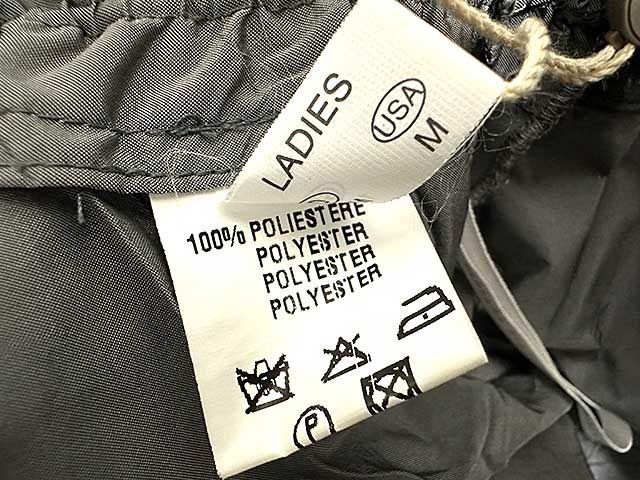 LADIES
USA
M
100% POLIESTERE
POLYESTER
POLYESTER
POLYESTER
P